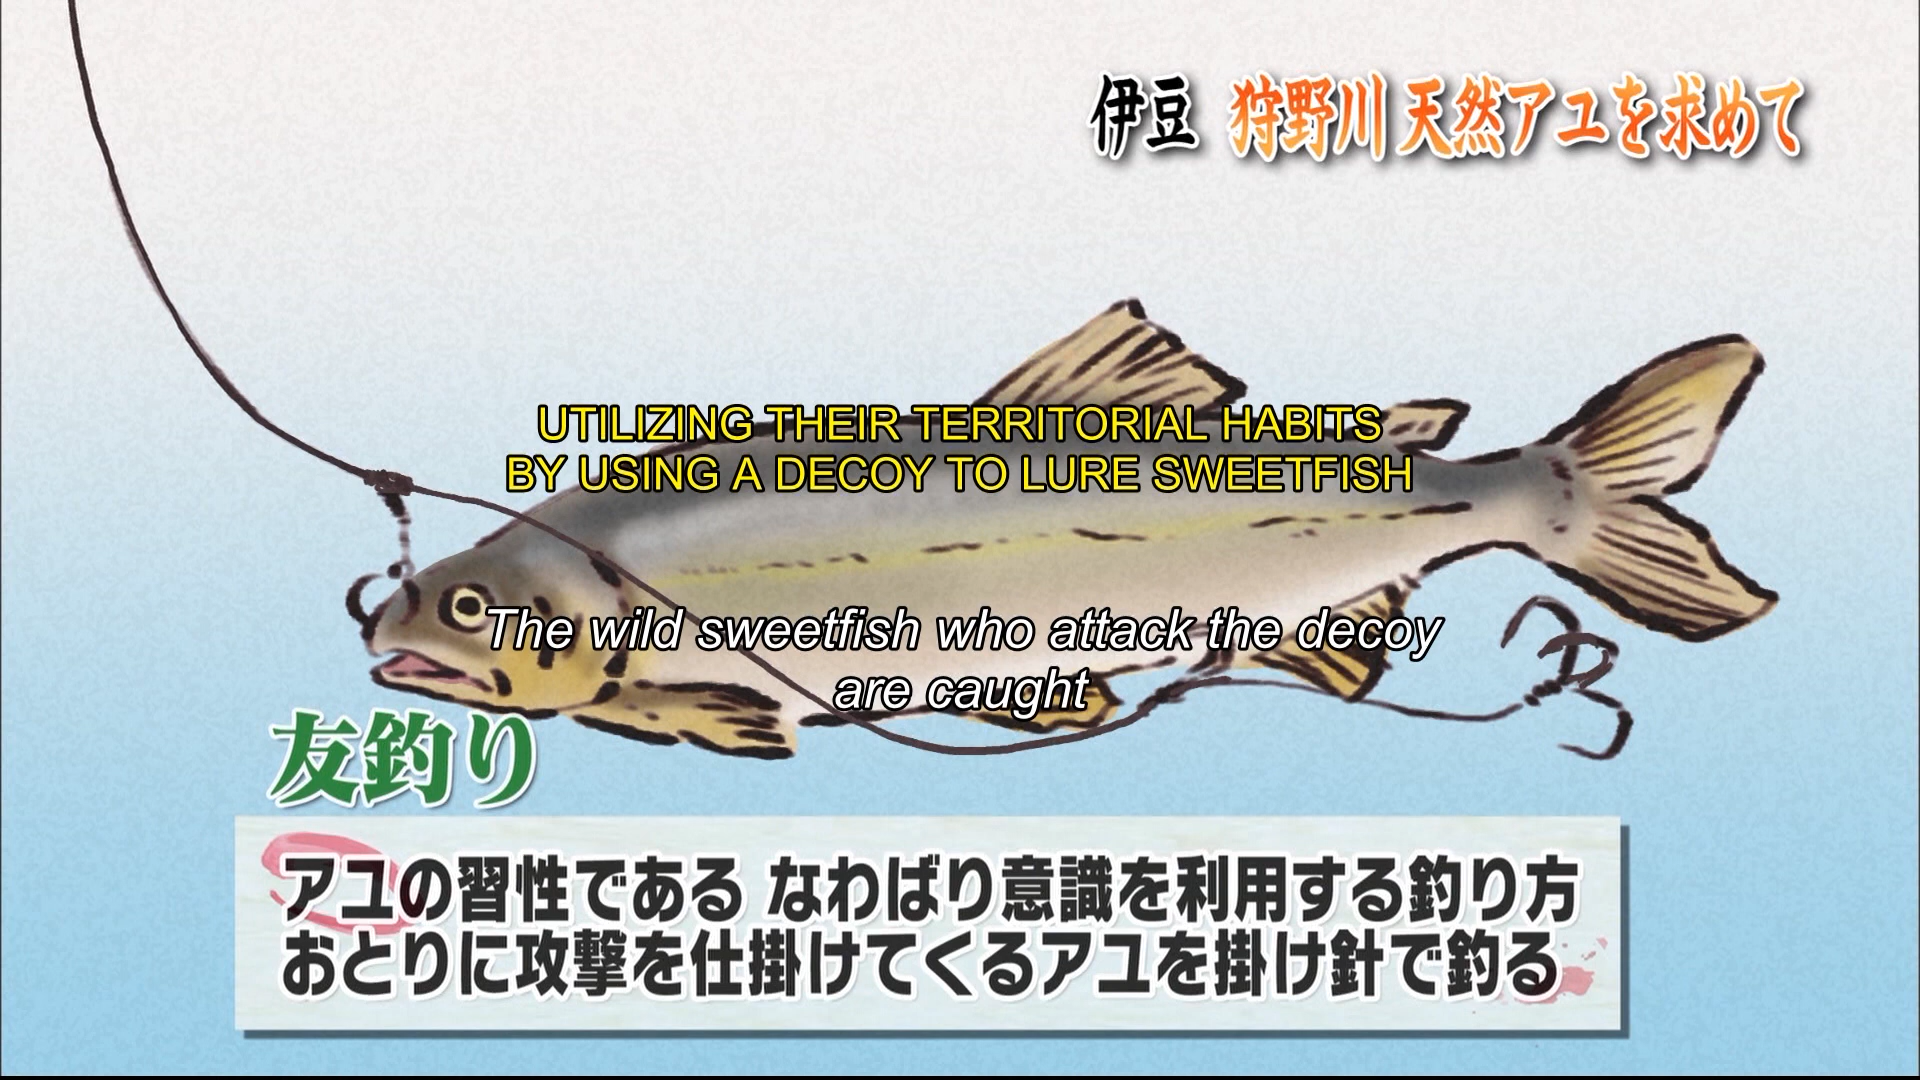 伊豆 狩野川 天然アユを求めて
UTILIZING THEIR TERRITORIAL HABITS
BY USING A DECOY TO LURE SWEETFISH
The wild sweetfish who attack the decoy
are caught
友釣り
アユの習性である なわばり意識を利用する釣り方
おとりに攻撃を仕掛けてくるアユを掛け針で釣る